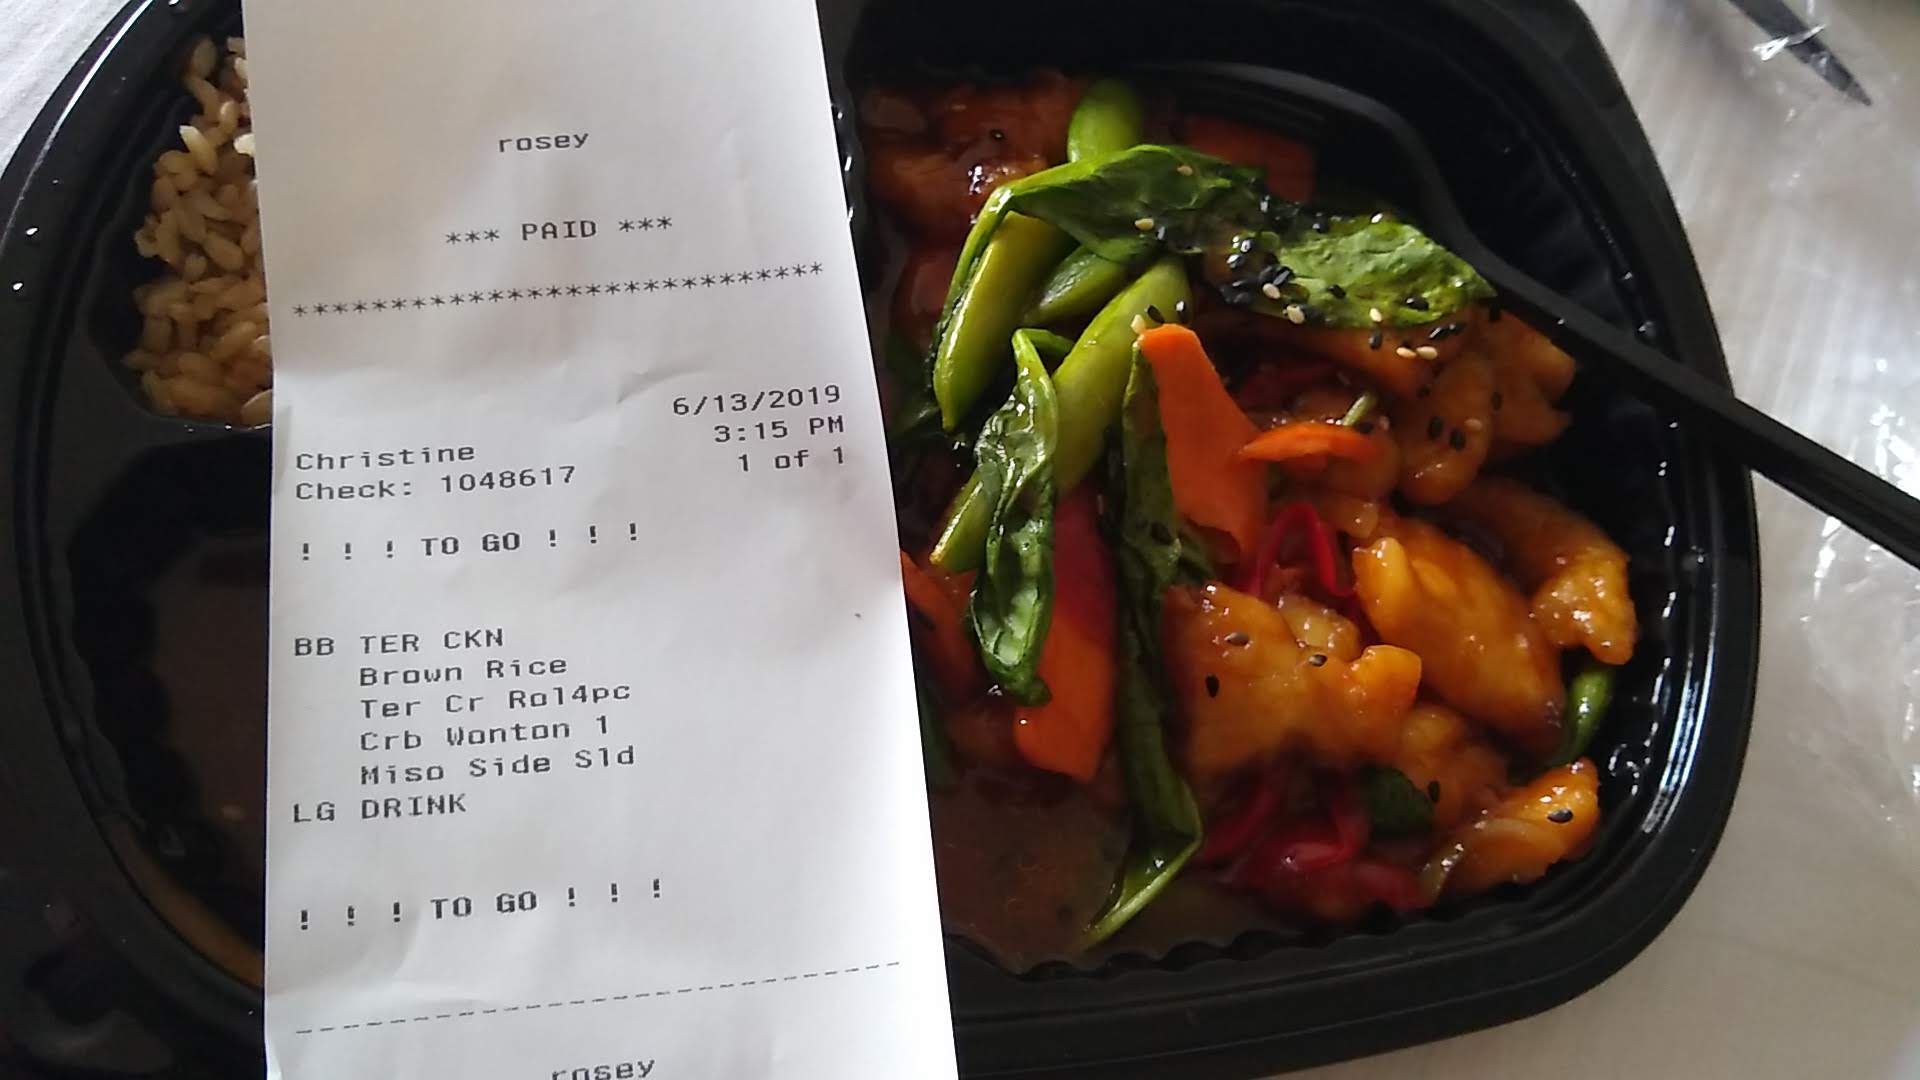 rosey
*** PAID ***
***************************
6/13/2019
Christine 3:15 PM
Check: 1048617 1 of 1
! ! ! TO GO ! ! !
BB TER CKN
Brown Rice
Ter Cr Rol4pc
Crb Wonton 1
Miso Side Sld
LG DRINK
! ! ! TO GO ! ! !
---------------------------
rosey